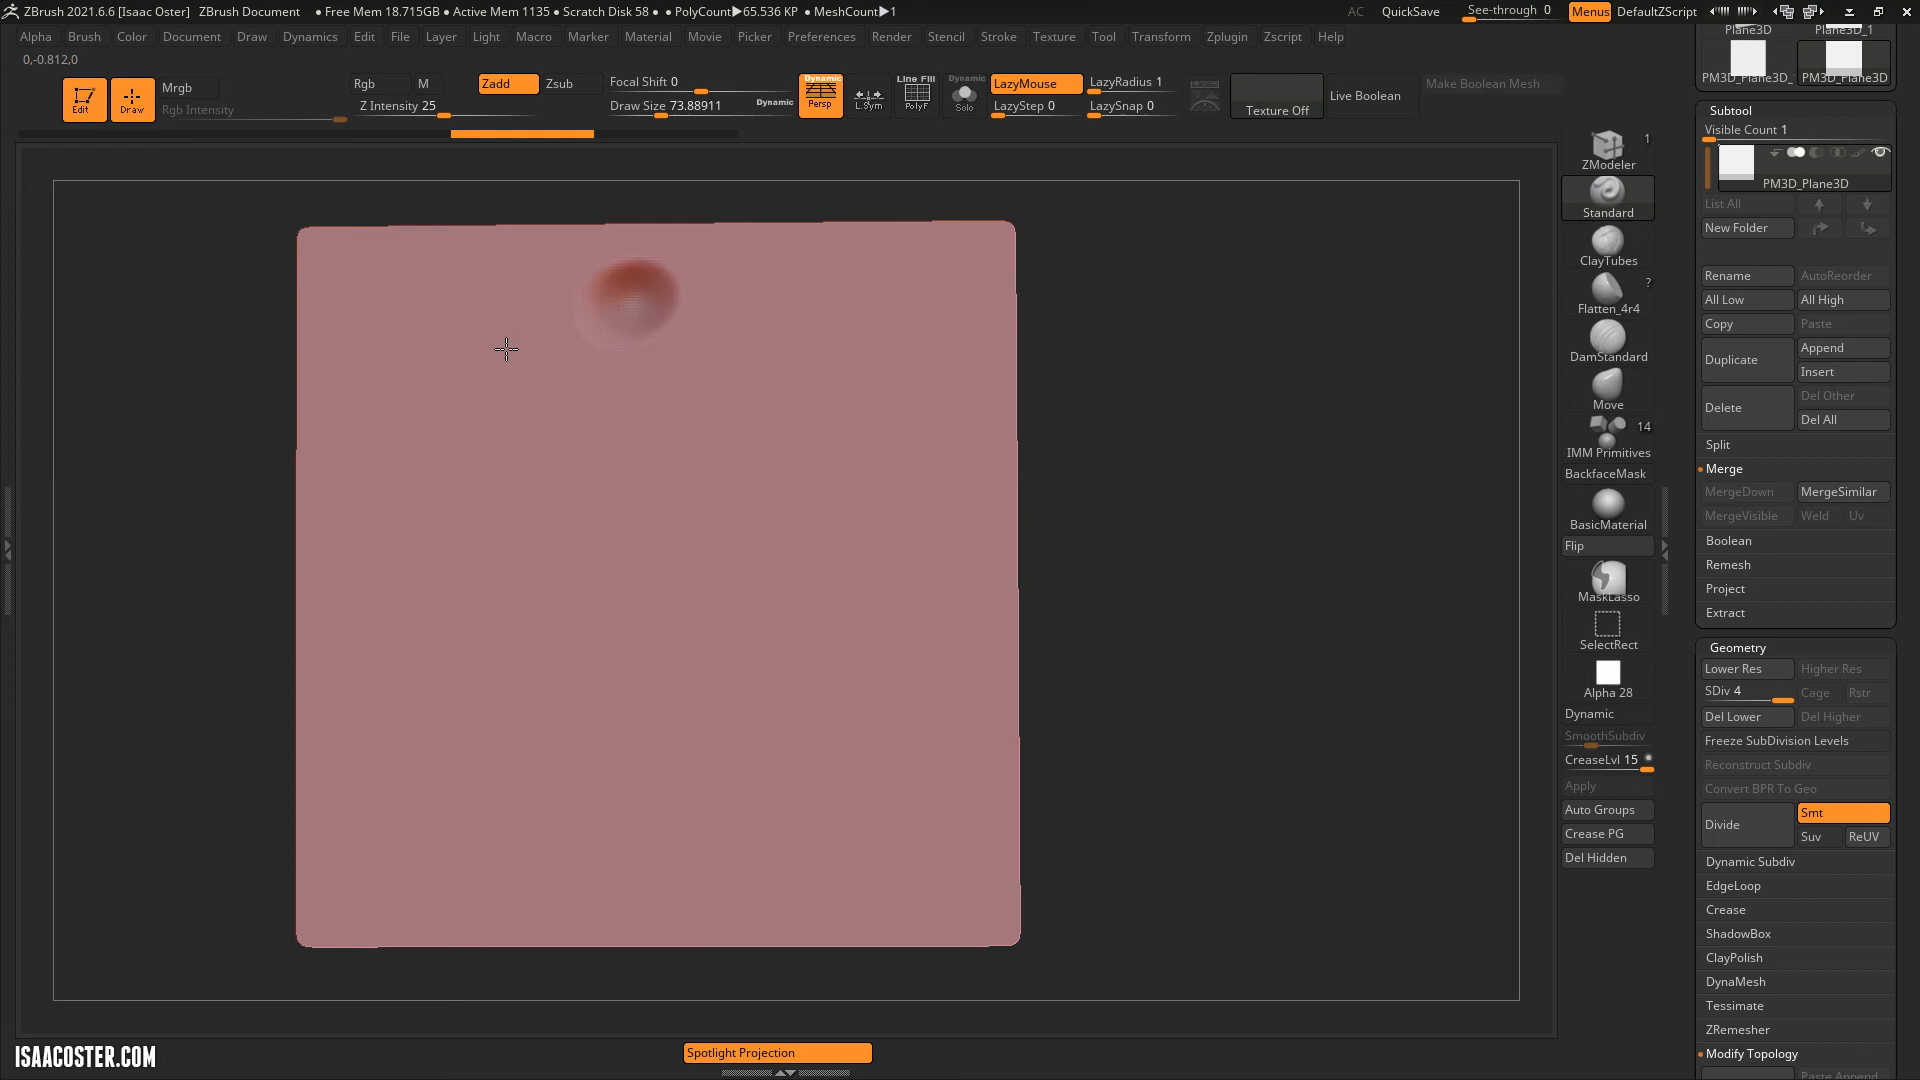 ZBrush 2021.6.6 [Isaac Oster] ZBrush Document • Free Mem 18.715GB • Active Mem 1135 • Scratch Disk 58 • • PolyCount▶65.536 KP • MeshCount▶1 AC QuickSave See-through 0 Menus DefaultZScript
Alpha Brush Color Document Draw Dynamics Edit File Layer Light Macro Marker Material Movie Picker Preferences Render Stencil Stroke Texture Tool Transform Zplugin Zscript Help
0,-0.812,0
Edit Draw Mrgb Rgb M Zadd Zsub Focal Shift 0 Dynamic Persp L.Sym Line Fill PolyF Dynamic Solo LazyMouse LazyRadius 1 Texture Off Live Boolean Make Boolean Mesh
Rgb Intensity Z Intensity 25 Draw Size 73.88911 Dynamic LazyStep 0 LazySnap 0
1
ZModeler
Standard
ClayTubes
?
Flatten_4r4
DamStandard
Move
14
IMM Primitives
BackfaceMask
BasicMaterial
Flip
MaskLasso
SelectRect
Alpha 28
Dynamic
SmoothSubdiv
CreaseLvl 15
Apply
Auto Groups
Crease PG
Del Hidden
Plane3D Plane3D_1
PM3D_Plane3D_ PM3D_Plane3D
Subtool
Visible Count 1
PM3D_Plane3D
List All
New Folder
Rename AutoReorder
All Low All High
Copy Paste
Duplicate Append
Insert
Delete Del Other
Del All
Split
Merge
MergeDown MergeSimilar
MergeVisible Weld Uv
Boolean
Remesh
Project
Extract
Geometry
Lower Res Higher Res
SDiv 4 Cage Rstr
Del Lower Del Higher
Freeze SubDivision Levels
Reconstruct Subdiv
Convert BPR To Geo
Divide Smt
Suv ReUV
Dynamic Subdiv
EdgeLoop
Crease
ShadowBox
ClayPolish
DynaMesh
Tessimate
ZRemesher
Modify Topology
Paste Append
Spotlight Projection
ISAACOSTER.COM